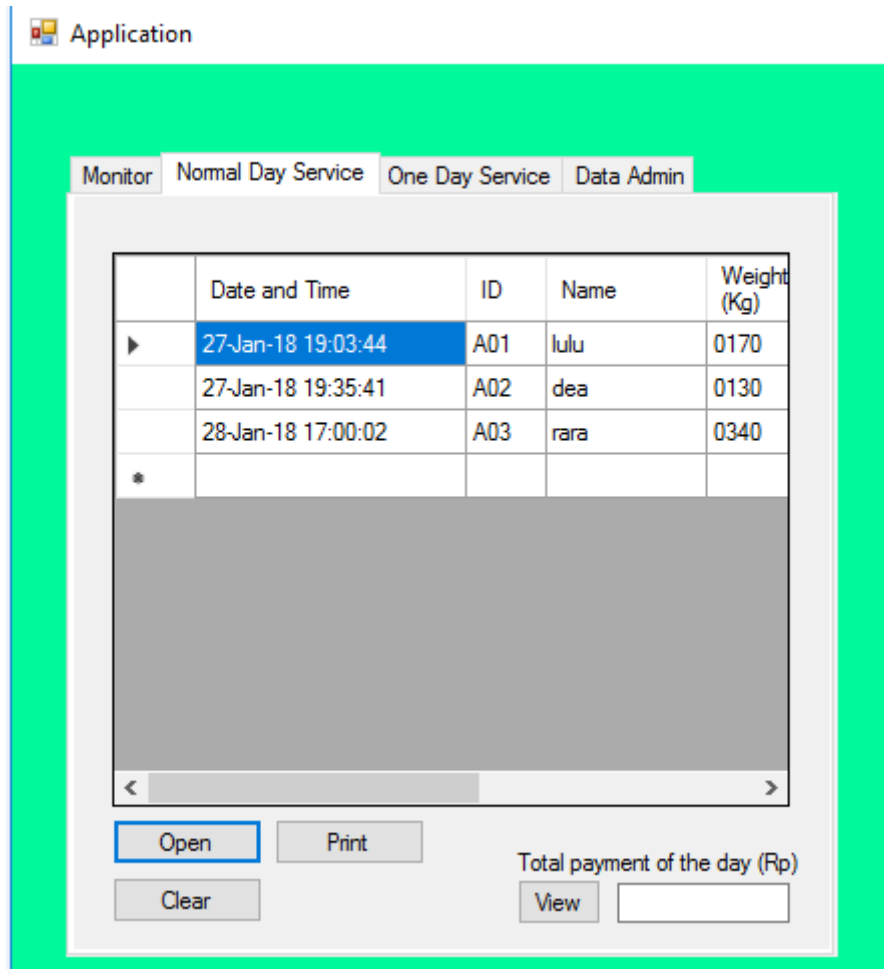 Application
Monitor Normal Day Service One Day Service Data Admin
Date and Time ID Name Weight
(Kg)
27-Jan-18 19:03:44 A01 lulu 0170
27-Jan-18 19:35:41 A02 dea 0130
28-Jan-18 17:00:02 A03 rara 0340
Open Print
Total payment of the day (Rp)
Clear View